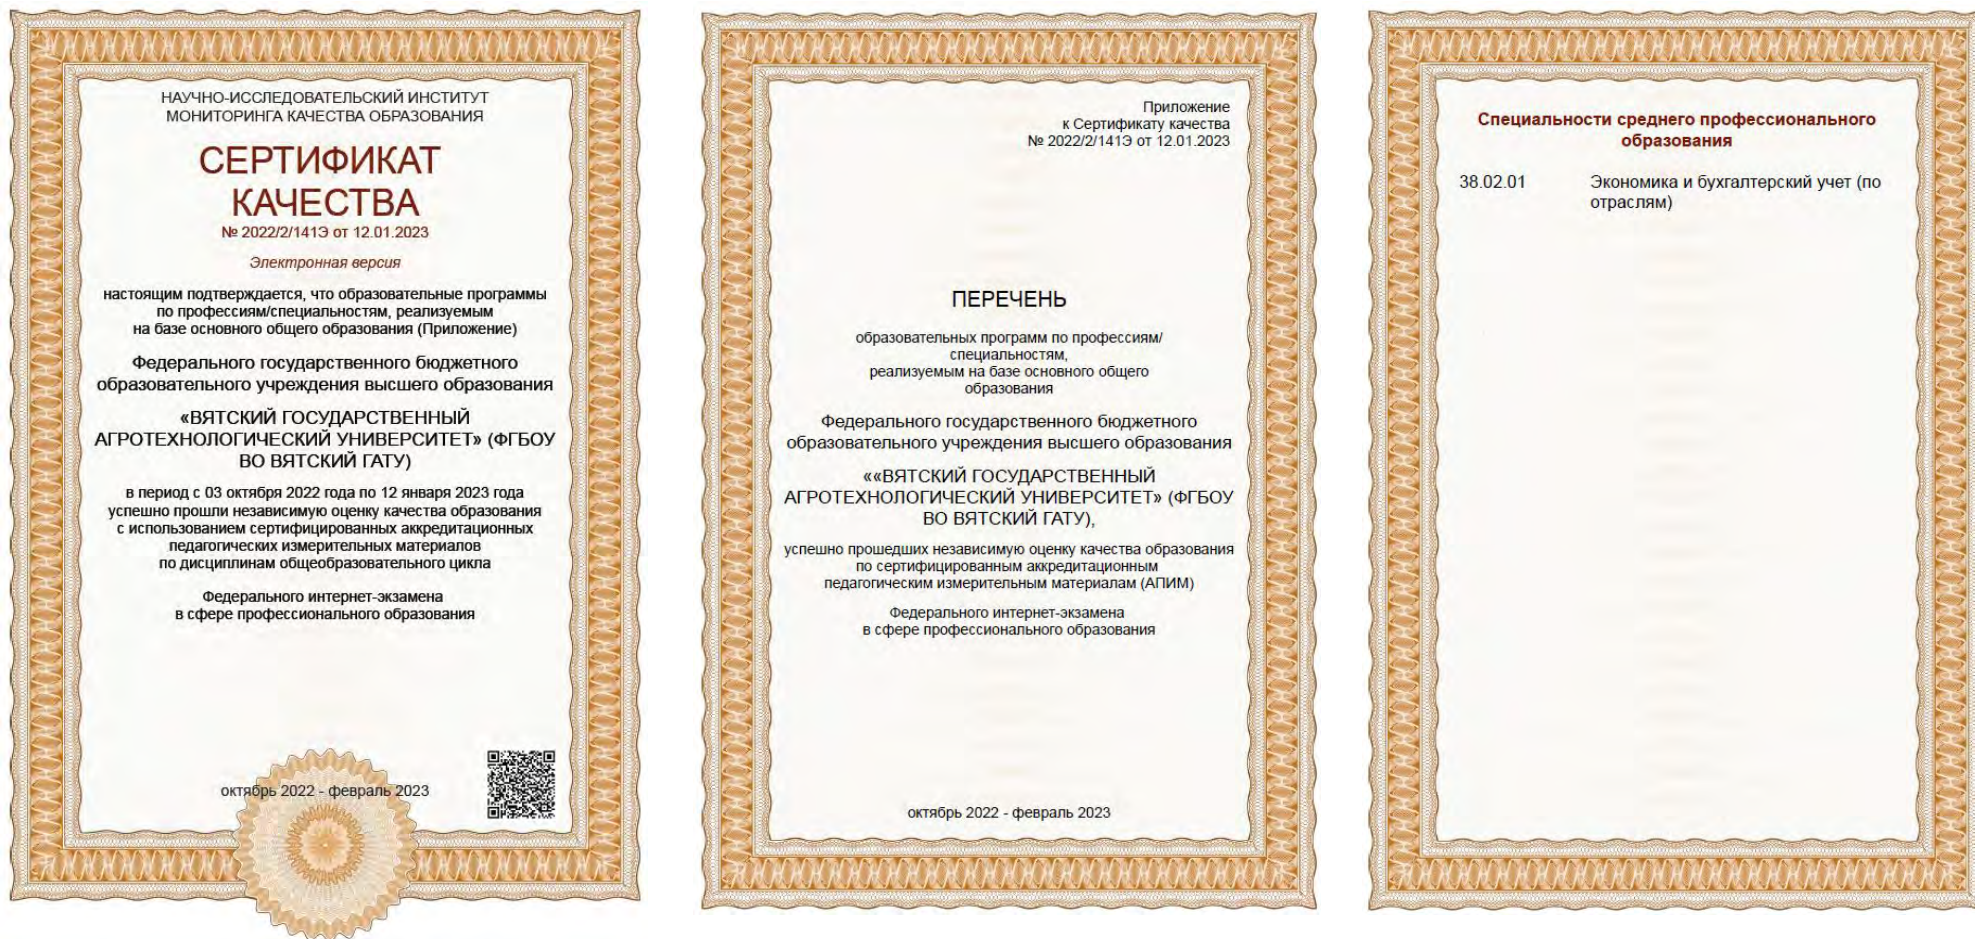 НАУЧНО-ИССЛЕДОВАТЕЛЬСКИЙ ИНСТИТУТ
МОНИТОРИНГА КАЧЕСТВА ОБРАЗОВАНИЯ
СЕРТИФИКАТ
КАЧЕСТВА
№ 2022/2/141Э от 12.01.2023
Электронная версия
настоящим подтверждается, что образовательные программы
по профессиям/специальностям, реализуемым
на базе основного общего образования (Приложение)
Федерального государственного бюджетного
образовательного учреждения высшего образования
«ВЯТСКИЙ ГОСУДАРСТВЕННЫЙ
АГРОТЕХНОЛОГИЧЕСКИЙ УНИВЕРСИТЕТ» (ФГБОУ
ВО ВЯТСКИЙ ГАТУ)
в период с 03 октября 2022 года по 12 января 2023 года
успешно прошли независимую оценку качества образования
с использованием сертифицированных аккредитационных
педагогических измерительных материалов
по дисциплинам общеобразовательного цикла
Федерального интернет-экзамена
в сфере профессионального образования
октябрь 2022 - февраль 2023
Приложение
к Сертификату качества
№ 2022/2/141Э от 12.01.2023
ПЕРЕЧЕНЬ
образовательных программ по профессиям/
специальностям,
реализуемым на базе основного общего
образования
Федерального государственного бюджетного
образовательного учреждения высшего образования
««ВЯТСКИЙ ГОСУДАРСТВЕННЫЙ
АГРОТЕХНОЛОГИЧЕСКИЙ УНИВЕРСИТЕТ» (ФГБОУ
ВО ВЯТСКИЙ ГАТУ),
успешно прошедших независимую оценку качества образования
по сертифицированным аккредитационным
педагогическим измерительным материалам (АПИМ)
Федерального интернет-экзамена
в сфере профессионального образования
октябрь 2022 - февраль 2023
Специальности среднего профессионального
образования
38.02.01 Экономика и бухгалтерский учет (по
отраслям)